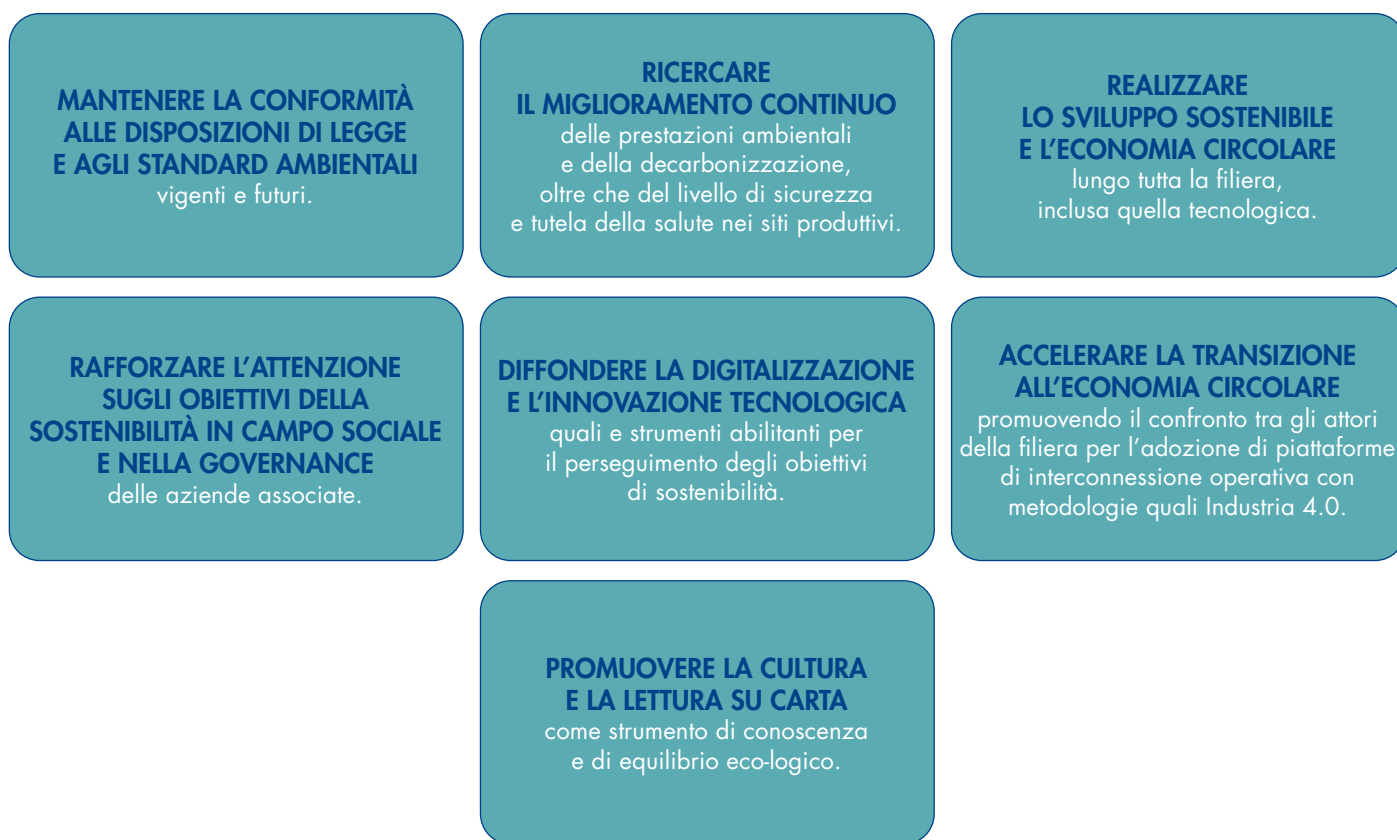 MANTENERE LA CONFORMITÀ
ALLE DISPOSIZIONI DI LEGGE
E AGLI STANDARD AMBIENTALI
vigenti e futuri.
RICERCARE
IL MIGLIORAMENTO CONTINUO
delle prestazioni ambientali
e della decarbonizzazione,
oltre che del livello di sicurezza
e tutela della salute nei siti produttivi.
REALIZZARE
LO SVILUPPO SOSTENIBILE
E L’ECONOMIA CIRCOLARE
lungo tutta la filiera,
inclusa quella tecnologica.
RAFFORZARE L’ATTENZIONE
SUGLI OBIETTIVI DELLA
SOSTENIBILITÀ IN CAMPO SOCIALE
E NELLA GOVERNANCE
delle aziende associate.
DIFFONDERE LA DIGITALIZZAZIONE
E L’INNOVAZIONE TECNOLOGICA
quali e strumenti abilitanti per
il perseguimento degli obiettivi
di sostenibilità.
ACCELERARE LA TRANSIZIONE
ALL’ECONOMIA CIRCOLARE
promuovendo il confronto tra gli attori
della filiera per l’adozione di piattaforme
di interconnessione operativa con
metodologie quali Industria 4.0.
PROMUOVERE LA CULTURA
E LA LETTURA SU CARTA
come strumento di conoscenza
e di equilibrio eco-logico.